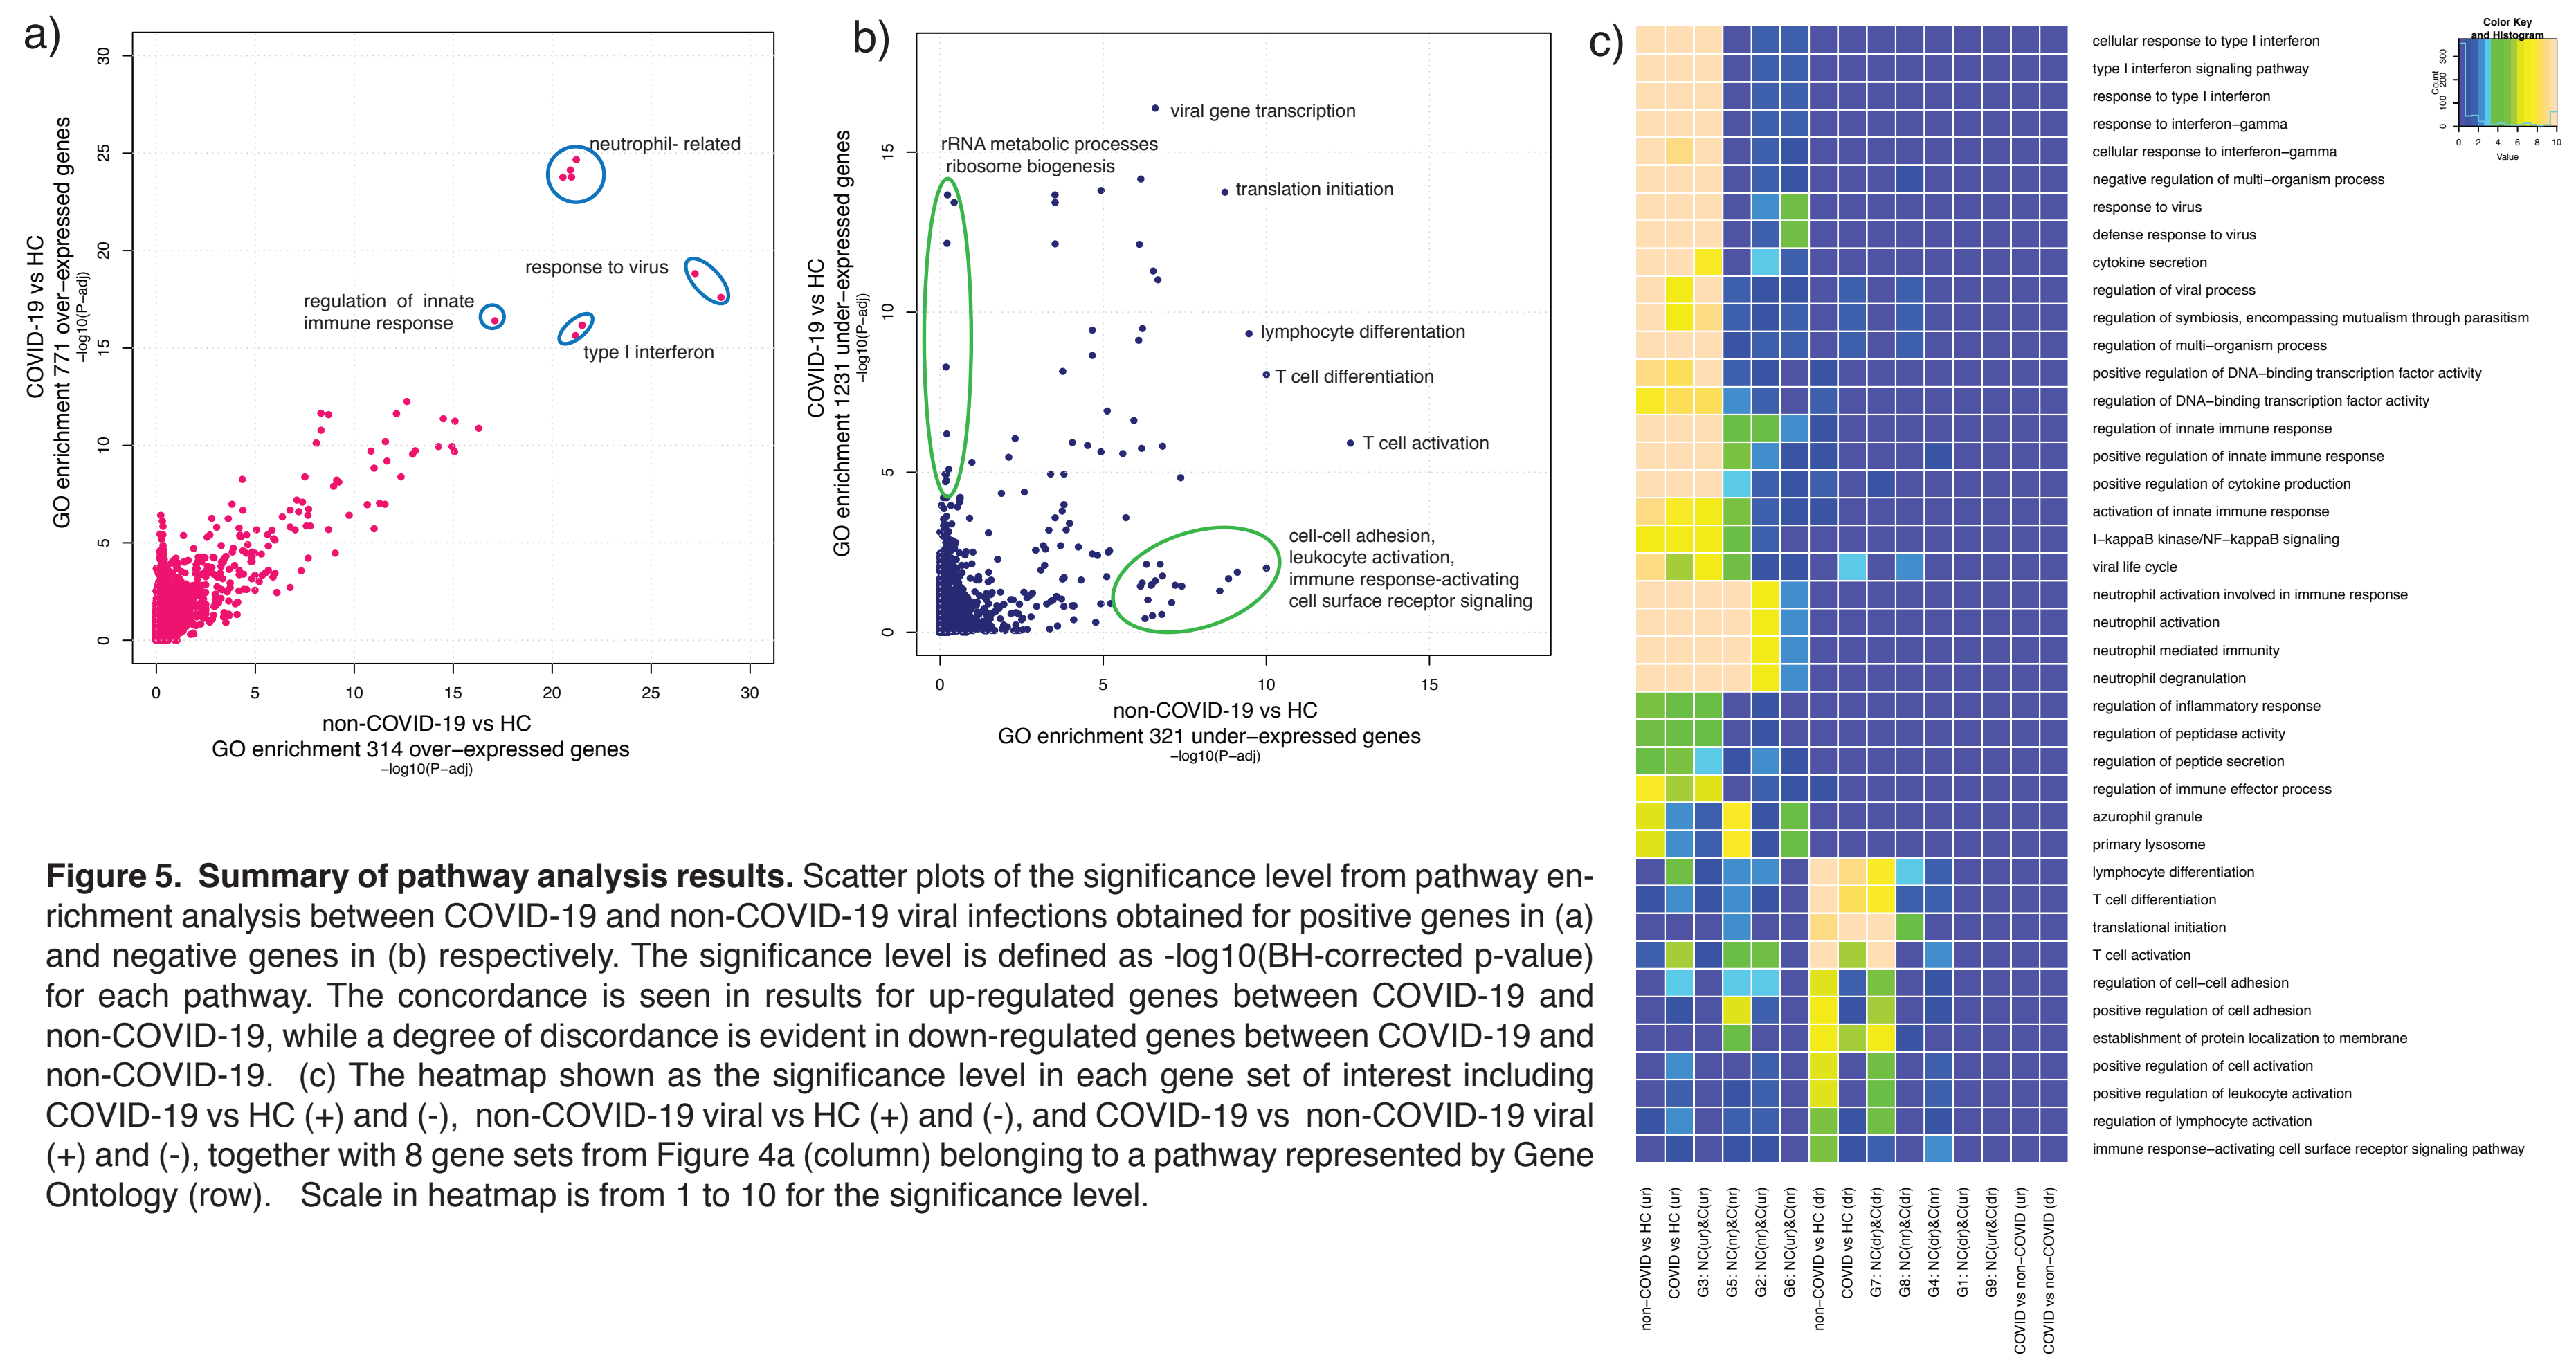 a)
COVID-19 vs HC
GO enrichment 771 over−expressed genes
−log10(P−adj)
30
25
20
15
10
5
0
neutrophil- related
response to virus
regulation of innate
immune response
type I interferon
0 5 10 15 20 25 30
non-COVID-19 vs HC
GO enrichment 314 over−expressed genes
−log10(P−adj)
b)
COVID-19 vs HC
GO enrichment 1231 under−expressed genes
−log10(P−adj)
15
10
5
0
viral gene transcription
rRNA metabolic processes
ribosome biogenesis
translation initiation
lymphocyte differentation
T cell differentiation
T cell activation
cell-cell adhesion,
leukocyte activation,
immune response-activating
cell surface receptor signaling
0 5 10 15
non-COVID-19 vs HC
GO enrichment 321 under−expressed genes
−log10(P−adj)
c)
Color Key
and Histogram
Count
0 100 200 300
0 2 4 6 8 10
Value
cellular response to type I interferon
type I interferon signaling pathway
response to type I interferon
response to interferon−gamma
cellular response to interferon−gamma
negative regulation of multi−organism process
response to virus
defense response to virus
cytokine secretion
regulation of viral process
regulation of symbiosis, encompassing mutualism through parasitism
regulation of multi−organism process
positive regulation of DNA−binding transcription factor activity
regulation of DNA−binding transcription factor activity
regulation of innate immune response
positive regulation of innate immune response
positive regulation of cytokine production
activation of innate immune response
I−kappaB kinase/NF−kappaB signaling
viral life cycle
neutrophil activation involved in immune response
neutrophil activation
neutrophil mediated immunity
neutrophil degranulation
regulation of inflammatory response
regulation of peptidase activity
regulation of peptide secretion
regulation of immune effector process
azurophil granule
primary lysosome
lymphocyte differentiation
T cell differentiation
translational initiation
T cell activation
regulation of cell−cell adhesion
positive regulation of cell adhesion
establishment of protein localization to membrane
positive regulation of cell activation
positive regulation of leukocyte activation
regulation of lymphocyte activation
immune response−activating cell surface receptor signaling pathway
non−COVID vs HC (ur)
COVID vs HC (ur)
G3: NC(ur)&C(ur)
G5: NC(nr)&C(nr)
G2: NC(nr)&C(ur)
G6: NC(ur)&C(nr)
non−COVID vs HC (dr)
COVID vs HC (dr)
G7: NC(dr)&C(dr)
G8: NC(nr)&C(dr)
G4: NC(dr)&C(nr)
G1: NC(dr)&C(ur)
G9: NC(ur(&C(dr)
COVID vs non−COVID (ur)
COVID vs non−COVID (dr)
Figure 5. Summary of pathway analysis results. Scatter plots of the significance level from pathway en-
richment analysis between COVID-19 and non-COVID-19 viral infections obtained for positive genes in (a)
and negative genes in (b) respectively. The significance level is defined as -log10(BH-corrected p-value)
for each pathway. The concordance is seen in results for up-regulated genes between COVID-19 and
non-COVID-19, while a degree of discordance is evident in down-regulated genes between COVID-19 and
non-COVID-19. (c) The heatmap shown as the significance level in each gene set of interest including
COVID-19 vs HC (+) and (-), non-COVID-19 viral vs HC (+) and (-), and COVID-19 vs non-COVID-19 viral
(+) and (-), together with 8 gene sets from Figure 4a (column) belonging to a pathway represented by Gene
Ontology (row). Scale in heatmap is from 1 to 10 for the significance level.